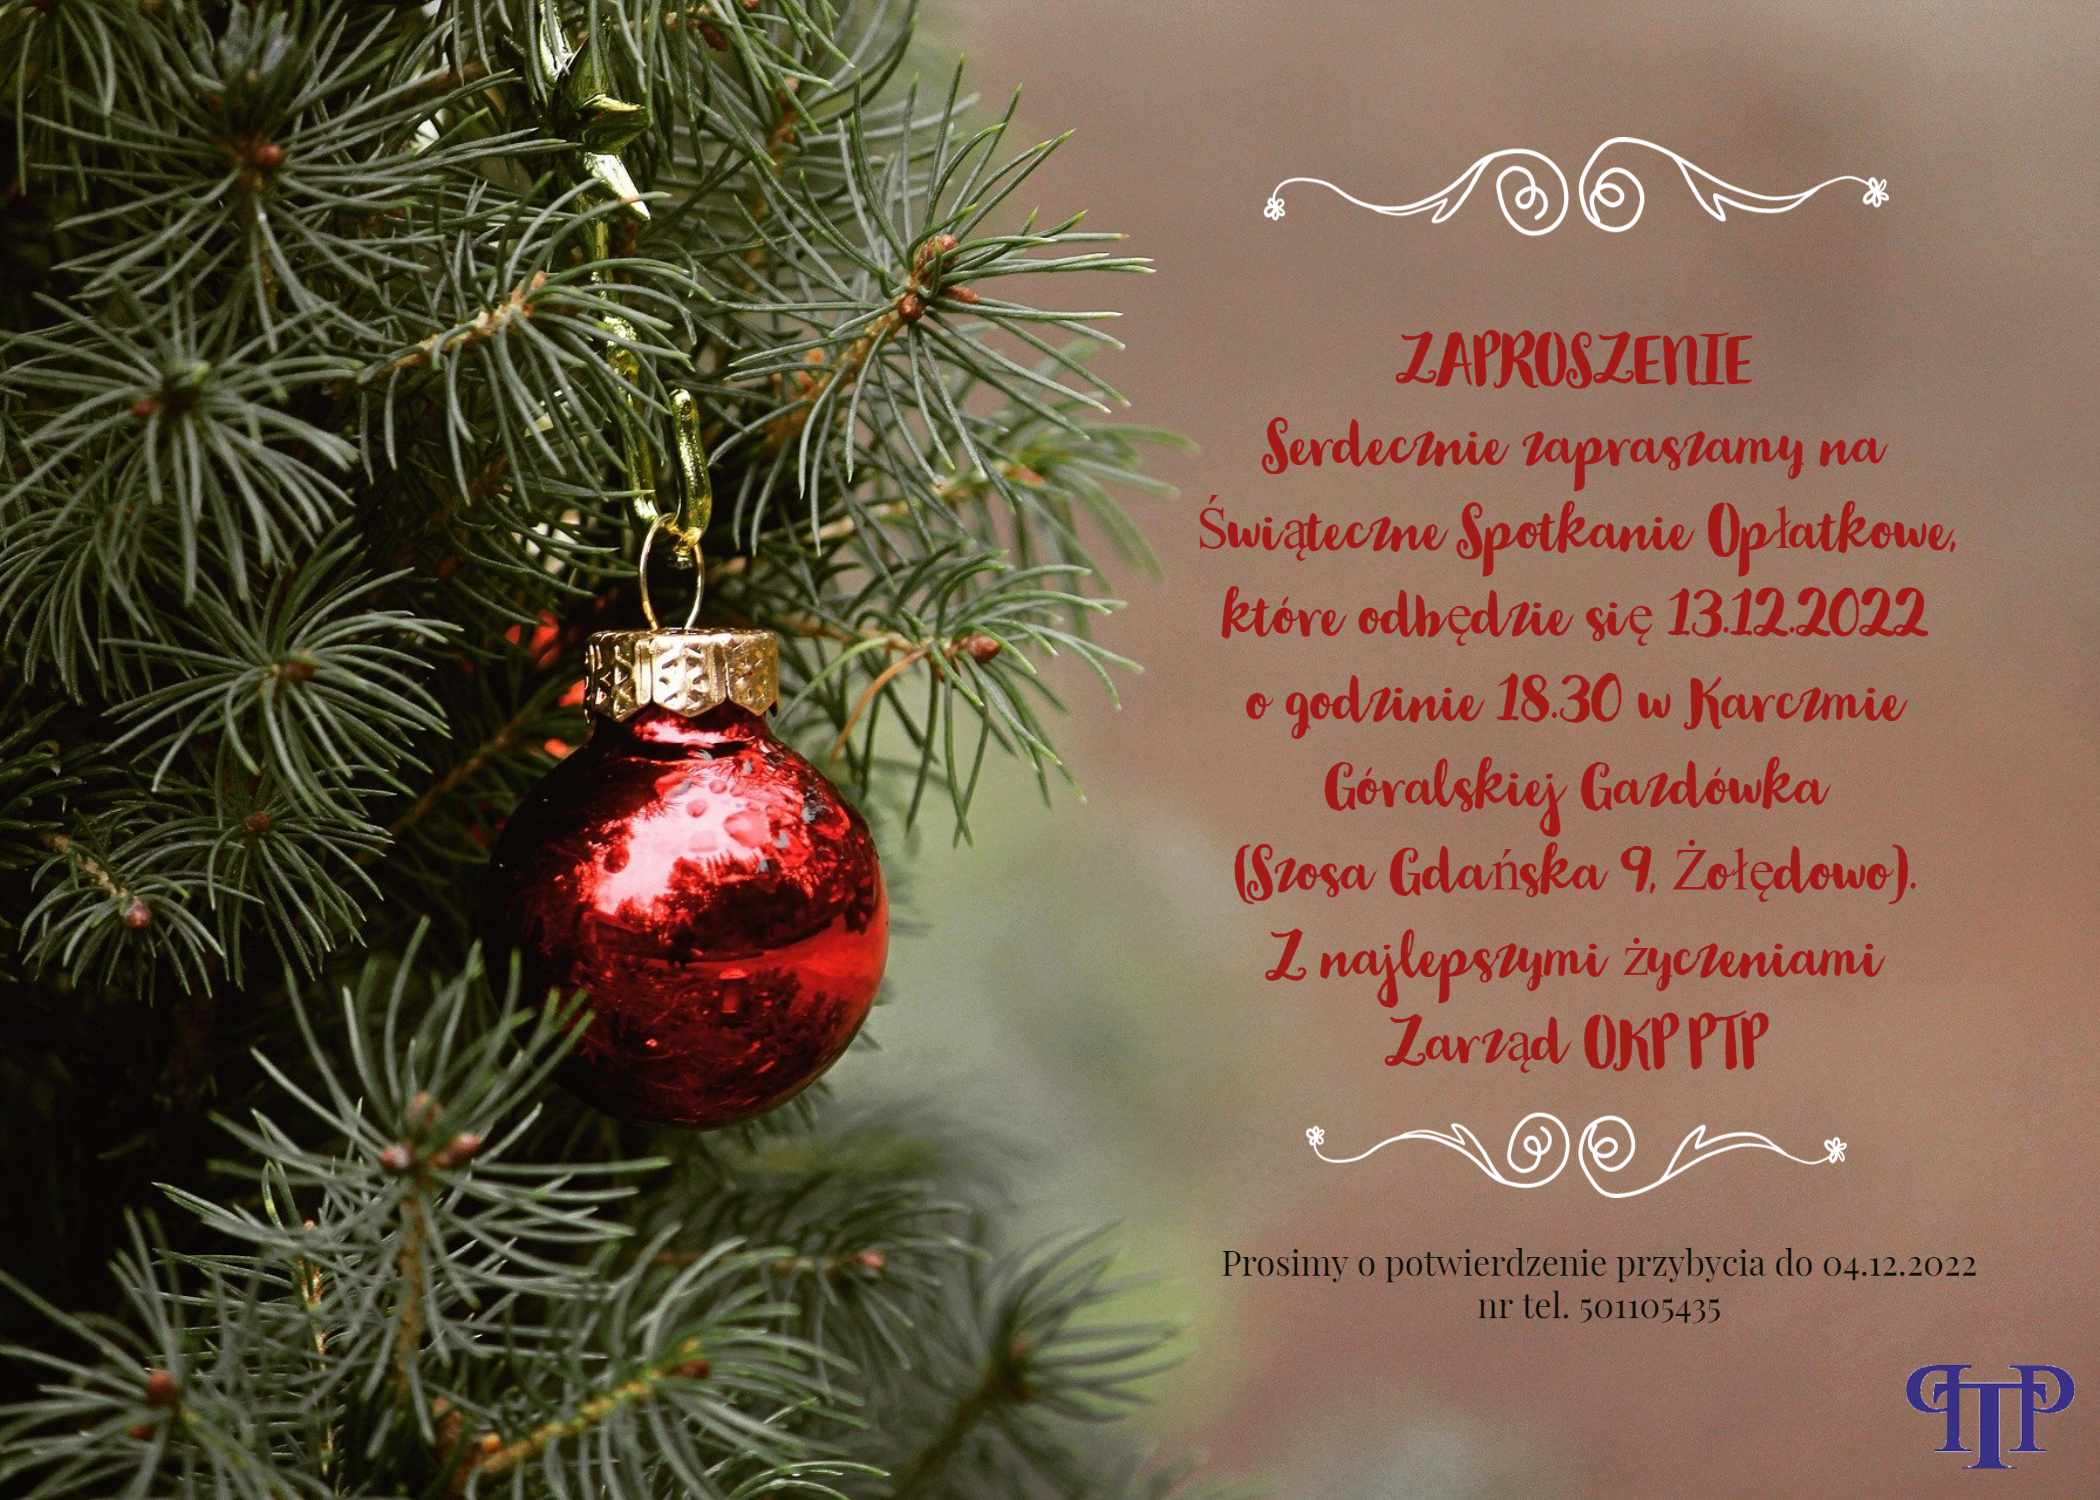 ZAPROSZENIE
Serdecznie zapraszamy na
Świąteczne Spotkanie Opłatkowe,
które odbędzie się 13.12.2022
o godzinie 18.30 w Karczmie
Góralskiej Gazdówka
(Szosa Gdańska 9, Żołędowo).
Z najlepszymi życzeniami
Zarząd OKP PTP
Prosimy o potwierdzenie przybycia do 04.12.2022
nr tel. 501105435
PTP